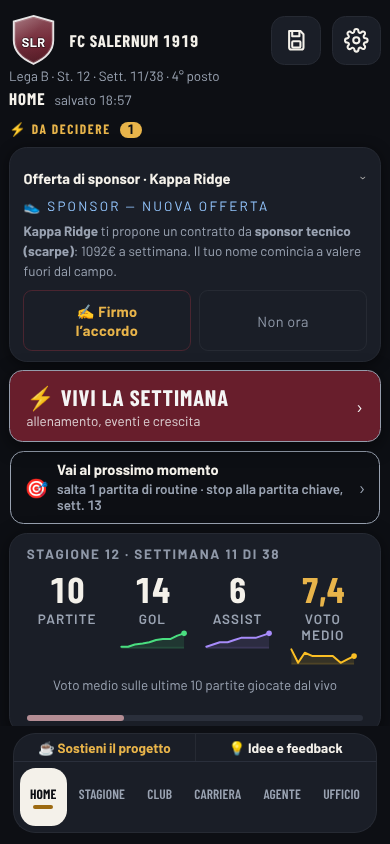 SLR
FC SALERNUM 1919
Lega B · St. 12 · Sett. 11/38 · 4° posto
HOME salvato 18:57
⚡ DA DECIDERE 1
Offerta di sponsor · Kappa Ridge
👟 SPONSOR — NUOVA OFFERTA
Kappa Ridge ti propone un contratto da sponsor tecnico
(scarpe): 1092€ a settimana. Il tuo nome comincia a valere
fuori dal campo.
✍️ Firmo
l'accordo
Non ora
⚡ VIVI LA SETTIMANA
allenamento, eventi e crescita
🎯 Vai al prossimo momento
salta 1 partita di routine · stop alla partita chiave,
sett. 13
STAGIONE 12 · SETTIMANA 11 DI 38
10 14 6 7,4
PARTITE GOL ASSIST VOTO
MEDIO
Voto medio sulle ultime 10 partite giocate dal vivo
☕ Sostieni il progetto 💡 Idee e feedback
HOME STAGIONE CLUB CARRIERA AGENTE UFFICIO